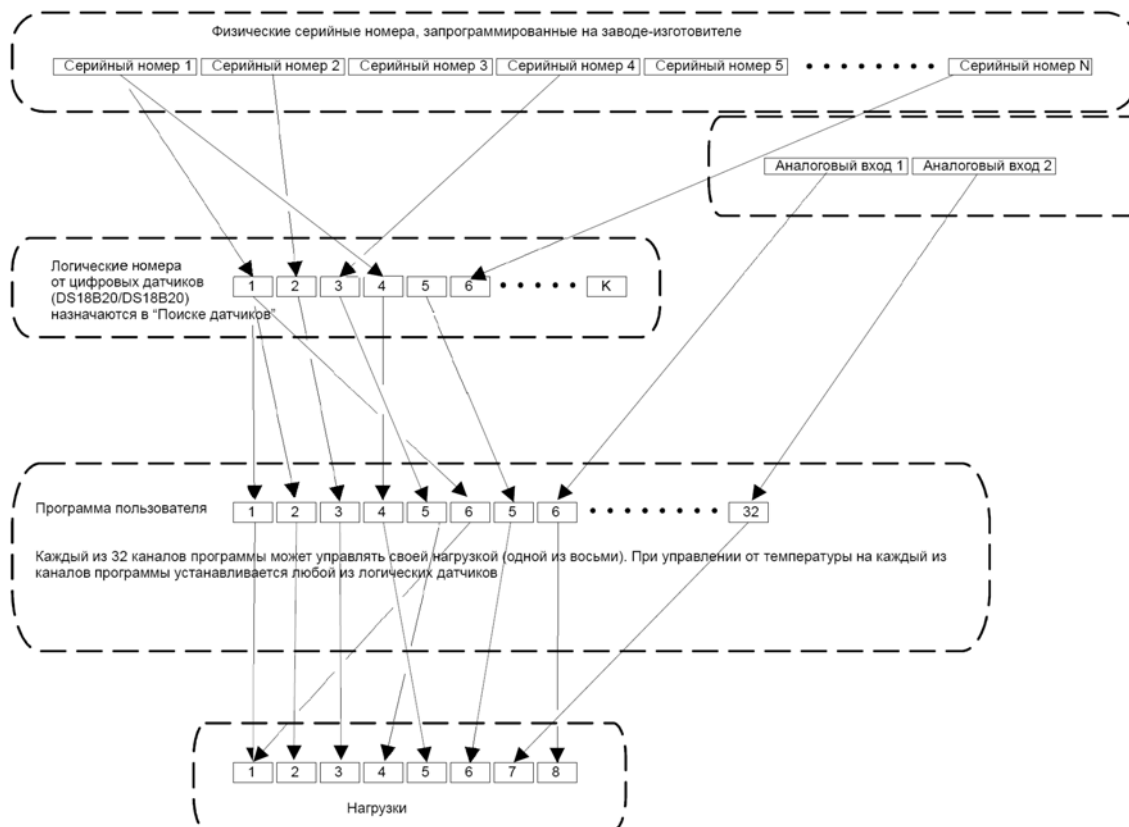 Физические серийные номера, запрограммированные на заводе-изготовителе
Серийный номер 1 Серийный номер 2 Серийный номер 3 Серийный номер 4 Серийный номер 5 Серийный номер N
Аналоговый вход 1 Аналоговый вход 2
Логические номера
от цифровых датчиков
(DS18B20/DS18B20)
назначаются в “Поиске датчиков”
1 2 3 4 5 6 K
Программа пользователя 1 2 3 4 5 6 5 6 32
Каждый из 32 каналов программы может управлять своей нагрузкой (одной из восьми). При управлении от температуры на каждый из
каналов программы устанавливается любой из логических датчиков
1 2 3 4 5 6 7 8
Нагрузки